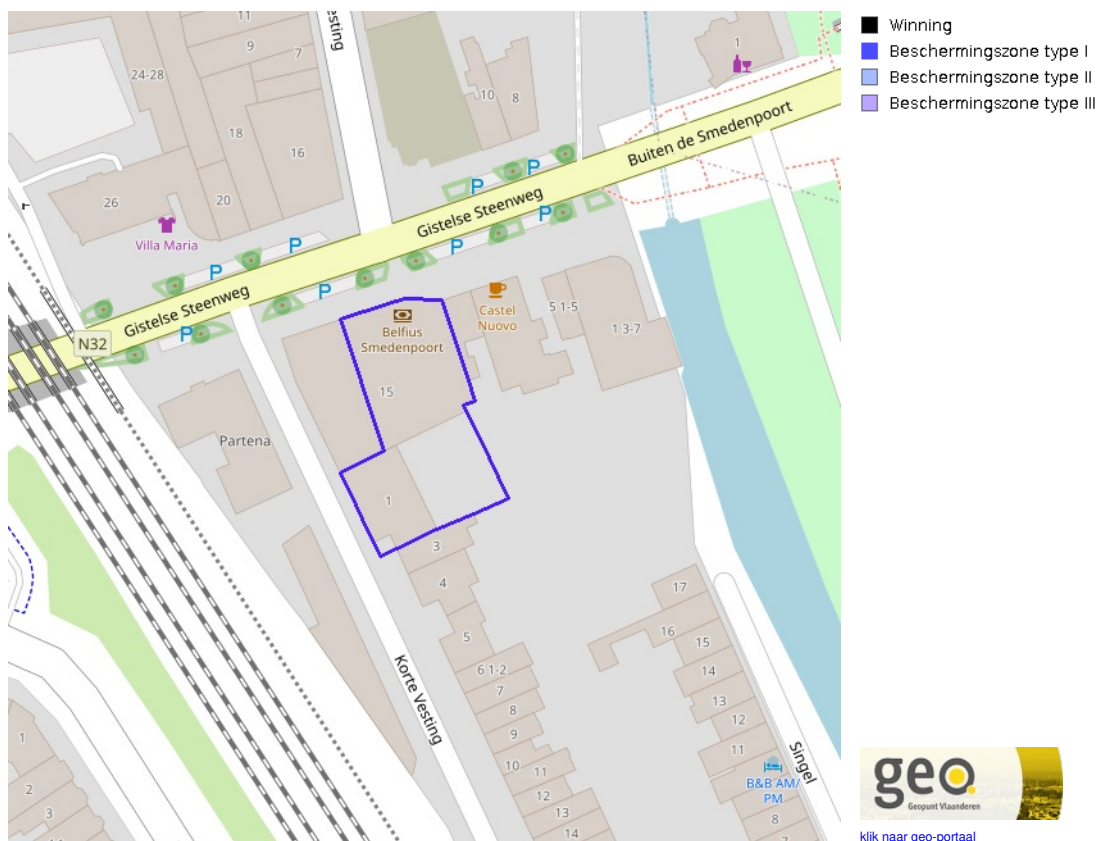 11
9
7
24-28
esting
1
10
8
18
16
Buiten de Smedenpoort
26
20
P
P
Villa Maria
Gistelse Steenweg
P
P
P
P
P
Gistelse Steenweg
P
N32
Belfius
Smedenpoort
Castel
Nuovo
5 1-5
1 3-7
15
Partena
1
3
4
17
5
16
15
6 1-2
7
14
8
13
9
12
Korte Vesting
10
11
11
Singel
1
12
B&B AM/
PM
2
13
8
3
14
7
Winning
Beschermingszone type I
Beschermingszone type II
Beschermingszone type III
geo
Geopunt Vlaanderen
klik naar geo-portaal